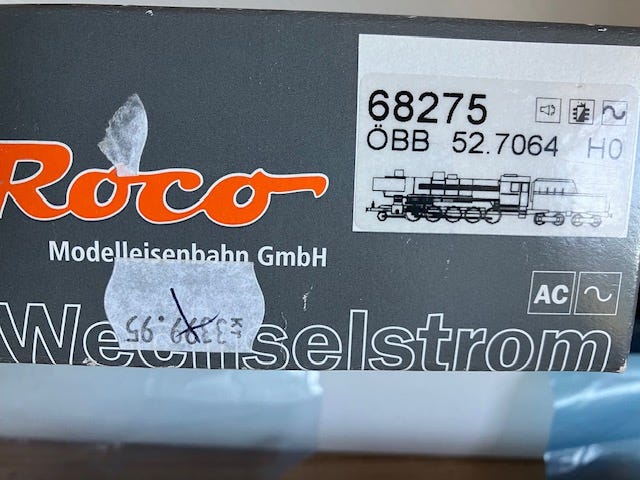 68275
ÖBB 52.7064 H0
Roco
Modelleisenbahn GmbH
AC
Wechselstrom